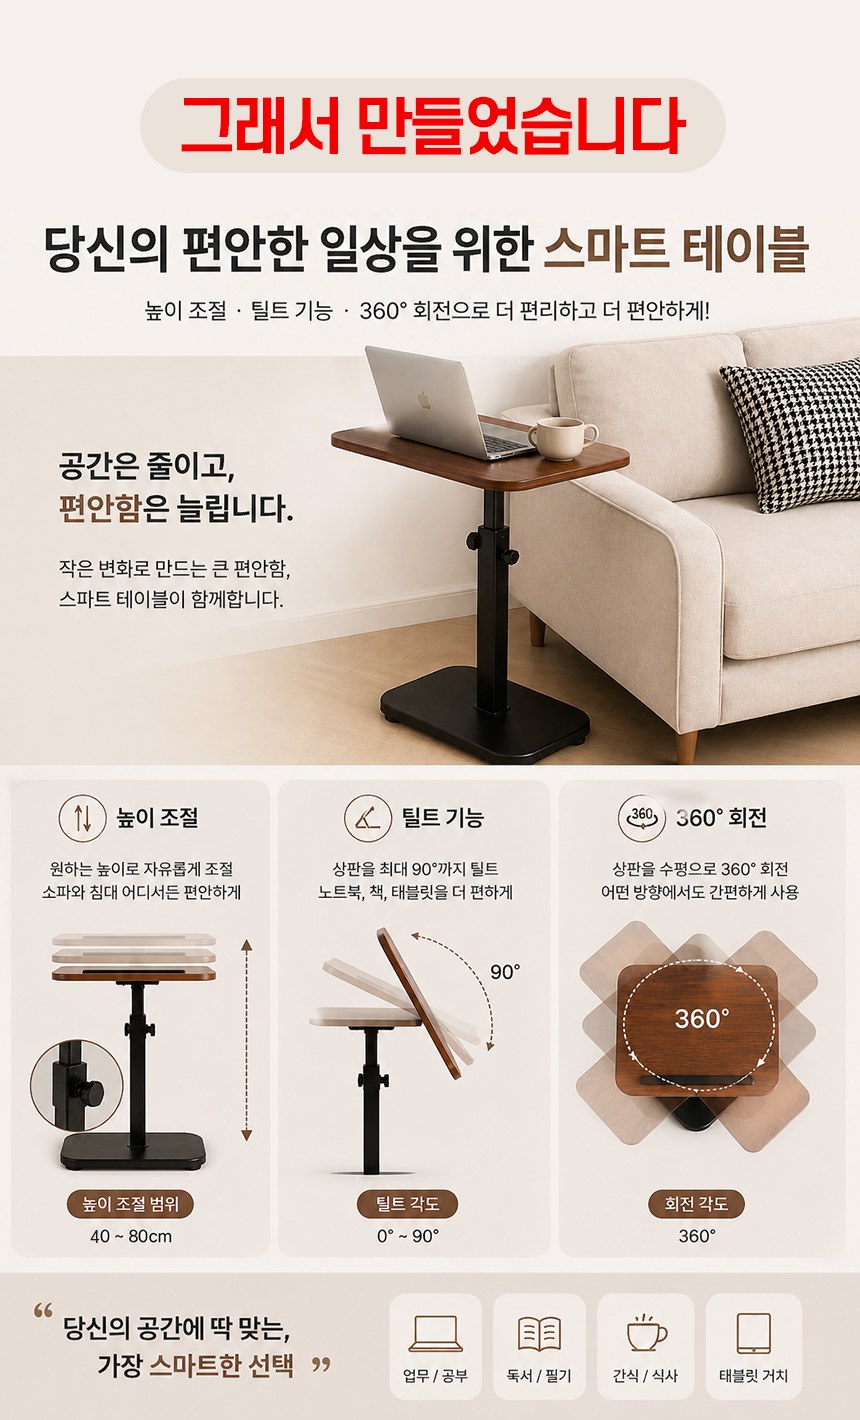 그래서 만들었습니다
당신의 편안한 일상을 위한 스마트 테이블
높이 조절 · 틸트 기능 · 360° 회전으로 더 편리하고 더 편안하게!
공간은 줄이고,
편안함은 늘립니다.
작은 변화로 만드는 큰 편안함,
스파트 테이블이 함께합니다.
높이 조절
원하는 높이로 자유롭게 조절
소파와 침대 어디서든 편안하게
높이 조절 범위
40 ~ 80cm
틸트 기능
상판을 최대 90°까지 틸트
노트북, 책, 태블릿을 더 편하게
90°
틸트 각도
0° ~ 90°
360
360° 회전
상판을 수평으로 360° 회전
어떤 방향에서도 간편하게 사용
360°
회전 각도
360°
“ 당신의 공간에 딱 맞는,
가장 스마트한 선택 ”
업무 / 공부
독서 / 필기
간식 / 식사
태블릿 거치